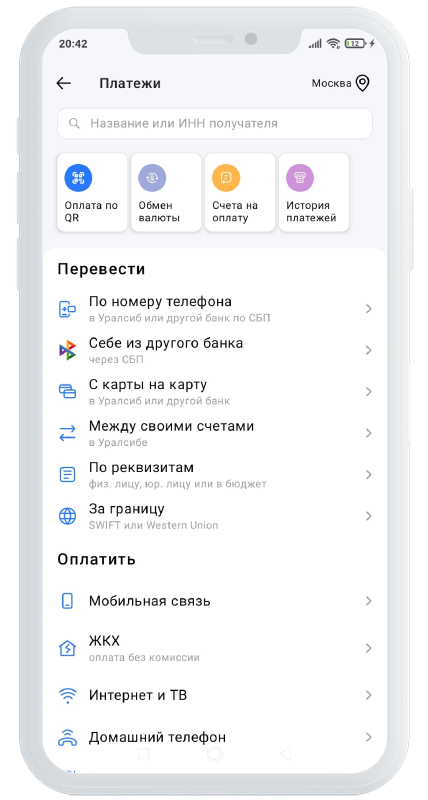 20:42
12
Платежи
Москва
Название или ИНН получателя
Оплата по
QR
Обмен
валюты
Счета на
оплату
История
платежей
Перевести
По номеру телефона
в Уралсиб или другой банк по СБП
Себе из другого банка
через СБП
С карты на карту
в Уралсиб или другой банк
Между своими счетами
в Уралсибе
По реквизитам
физ. лицу, юр. лицу или в бюджет
За границу
SWIFT или Western Union
Оплатить
Мобильная связь
ЖКХ
оплата без комиссии
Интернет и ТВ
Домашний телефон